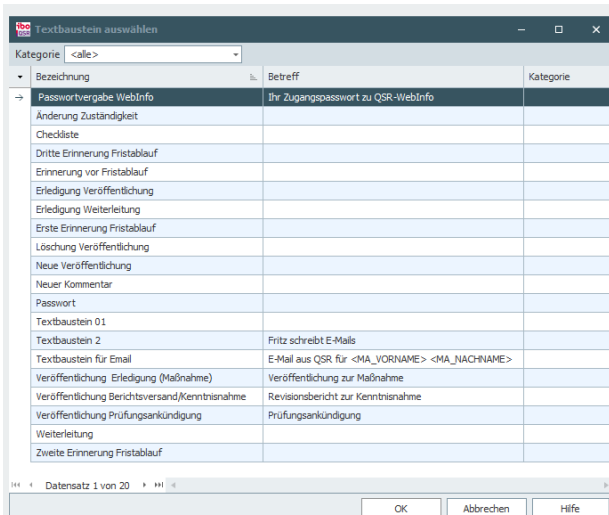 ibo
QSR
Textbaustein auswählen
Kategorie <alle>
Bezeichnung Betreff Kategorie
Passwortvergabe WebInfo Ihr Zugangspasswort zu QSR-WebInfo
Änderung Zuständigkeit
Checkliste
Dritte Erinnerung Fristablauf
Erinnerung vor Fristablauf
Erledigung Veröffentlichung
Erledigung Weiterleitung
Erste Erinnerung Fristablauf
Löschung Veröffentlichung
Neue Veröffentlichung
Neuer Kommentar
Passwort
Textbaustein 01
Textbaustein 2 Fritz schreibt E-Mails
Textbaustein für Email E-Mail aus QSR für <MA_VORNAME> <MA_NACHNAME>
Veröffentlichung Erledigung (Maßnahme) Veröffentlichung zur Maßnahme
Veröffentlichung Berichtsversand/Kenntnisnahme Revisionsbericht zur Kenntnisnahme
Veröffentlichung Prüfungsankündigung Prüfungsankündigung
Weiterleitung
Zweite Erinnerung Fristablauf
Datensatz 1 von 20
OK Abbrechen Hilfe